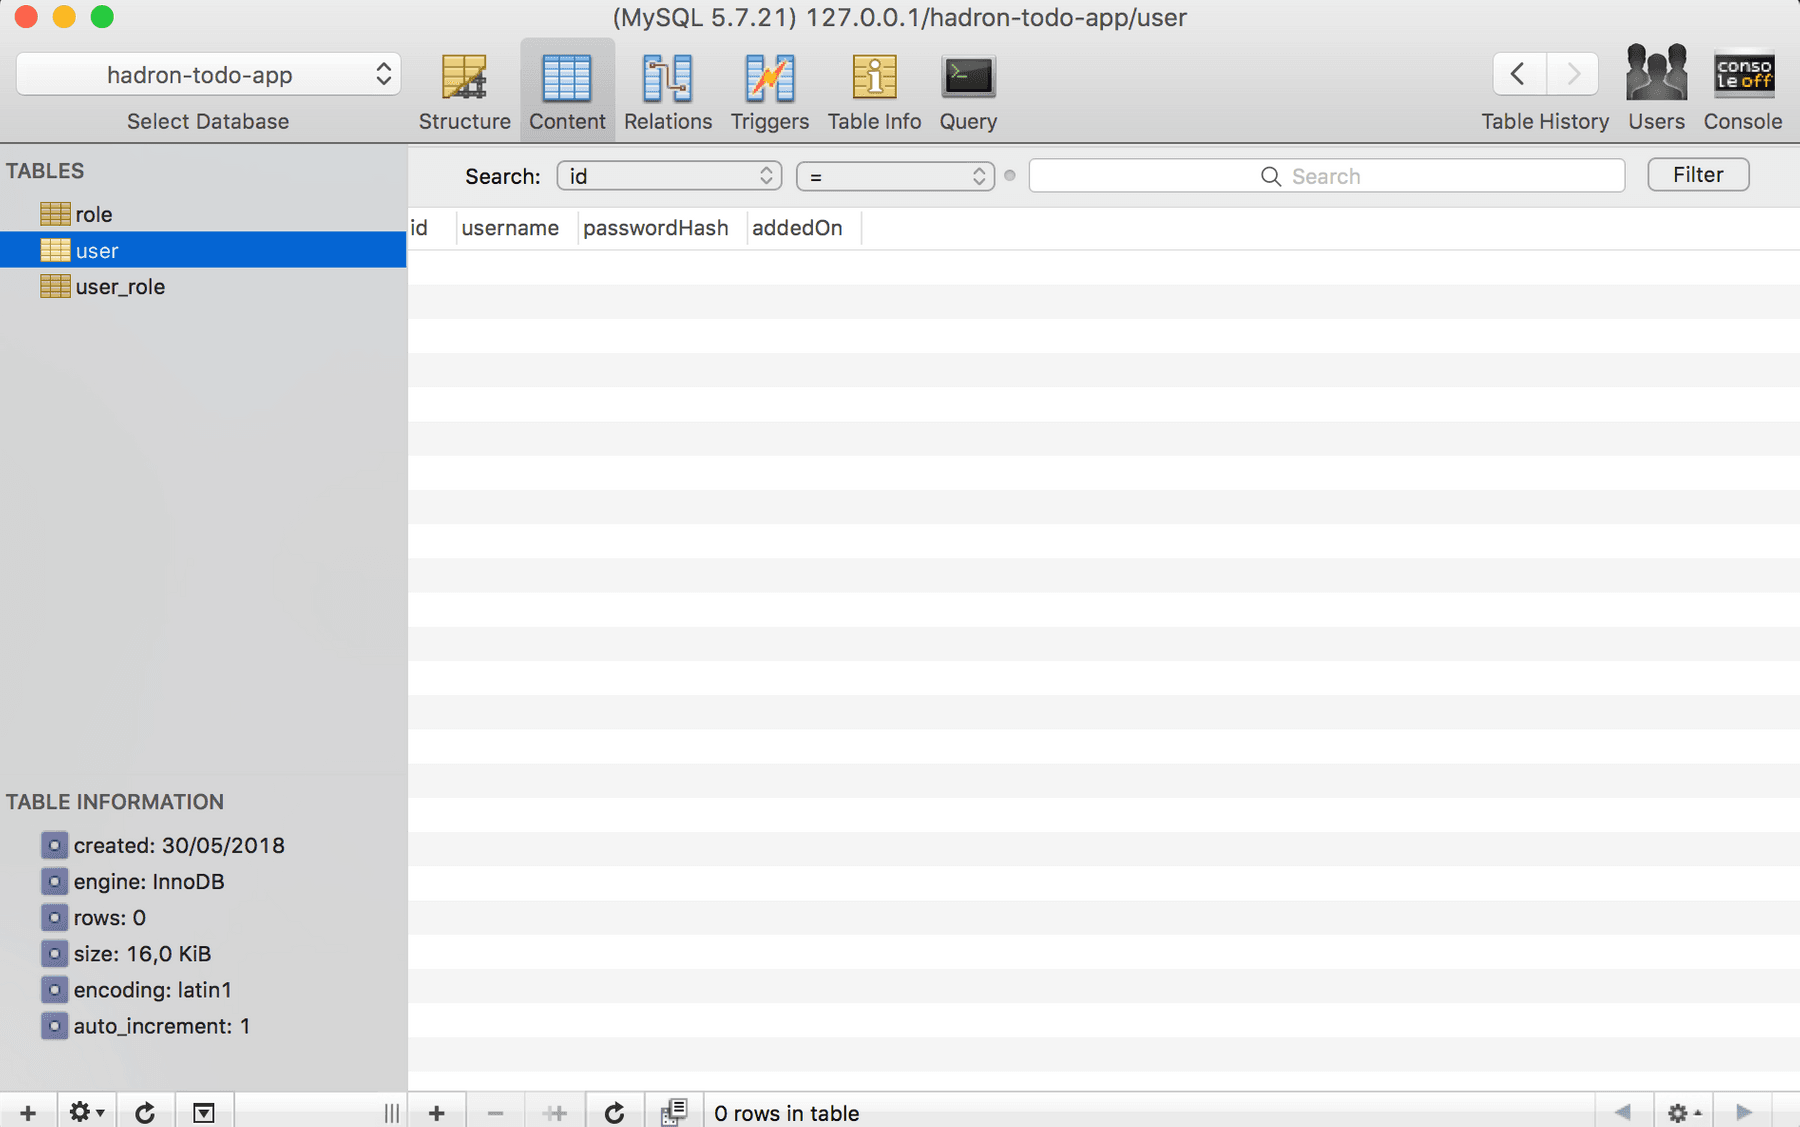 (MySQL 5.7.21) 127.0.0.1/hadron-todo-app/user
hadron-todo-app
Select Database
Structure
Content
Relations
Triggers
Table Info
Query
Table History
Users
conso
le off
Console
TABLES
role
user
user_role
Search:
id
=
Search
Filter
id
username
passwordHash
addedOn
TABLE INFORMATION
created: 30/05/2018
engine: InnoDB
rows: 0
size: 16,0 KiB
encoding: latin1
auto_increment: 1
0 rows in table